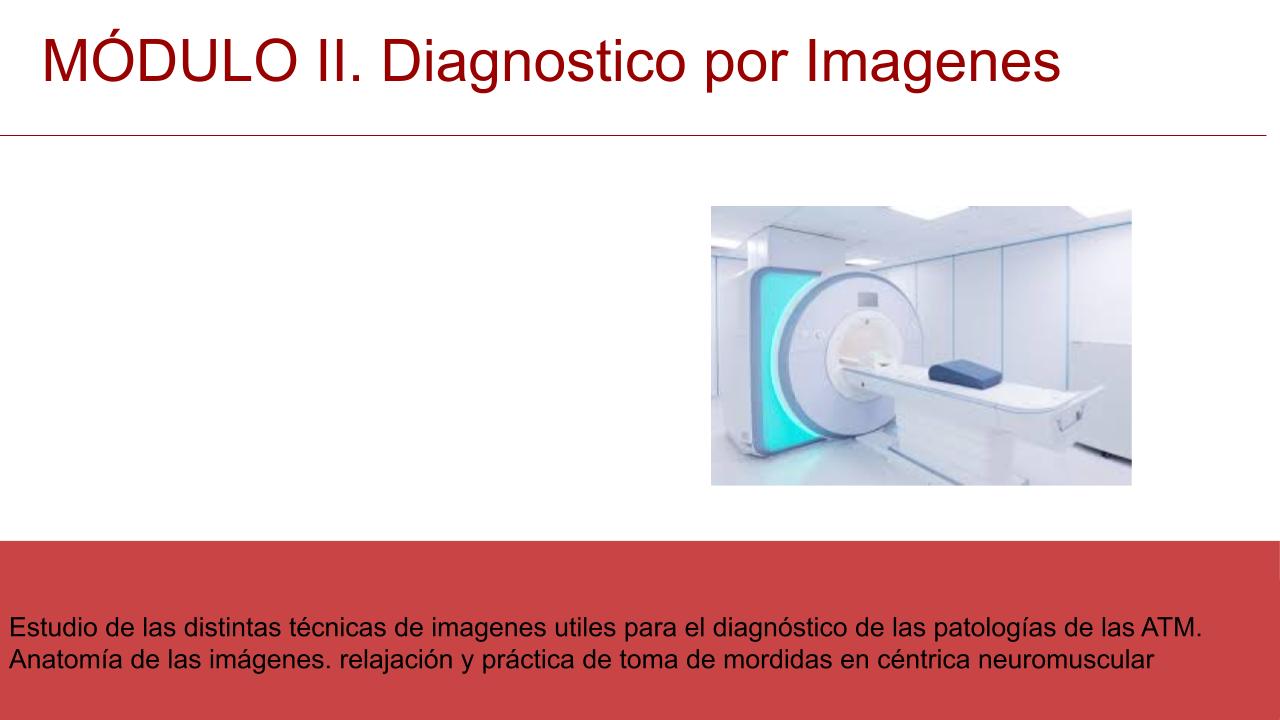 MÓDULO II. Diagnostico por Imagenes
Estudio de las distintas técnicas de imagenes utiles para el diagnóstico de las patologías de las ATM.
Anatomía de las imágenes. relajación y práctica de toma de mordidas en céntrica neuromuscular